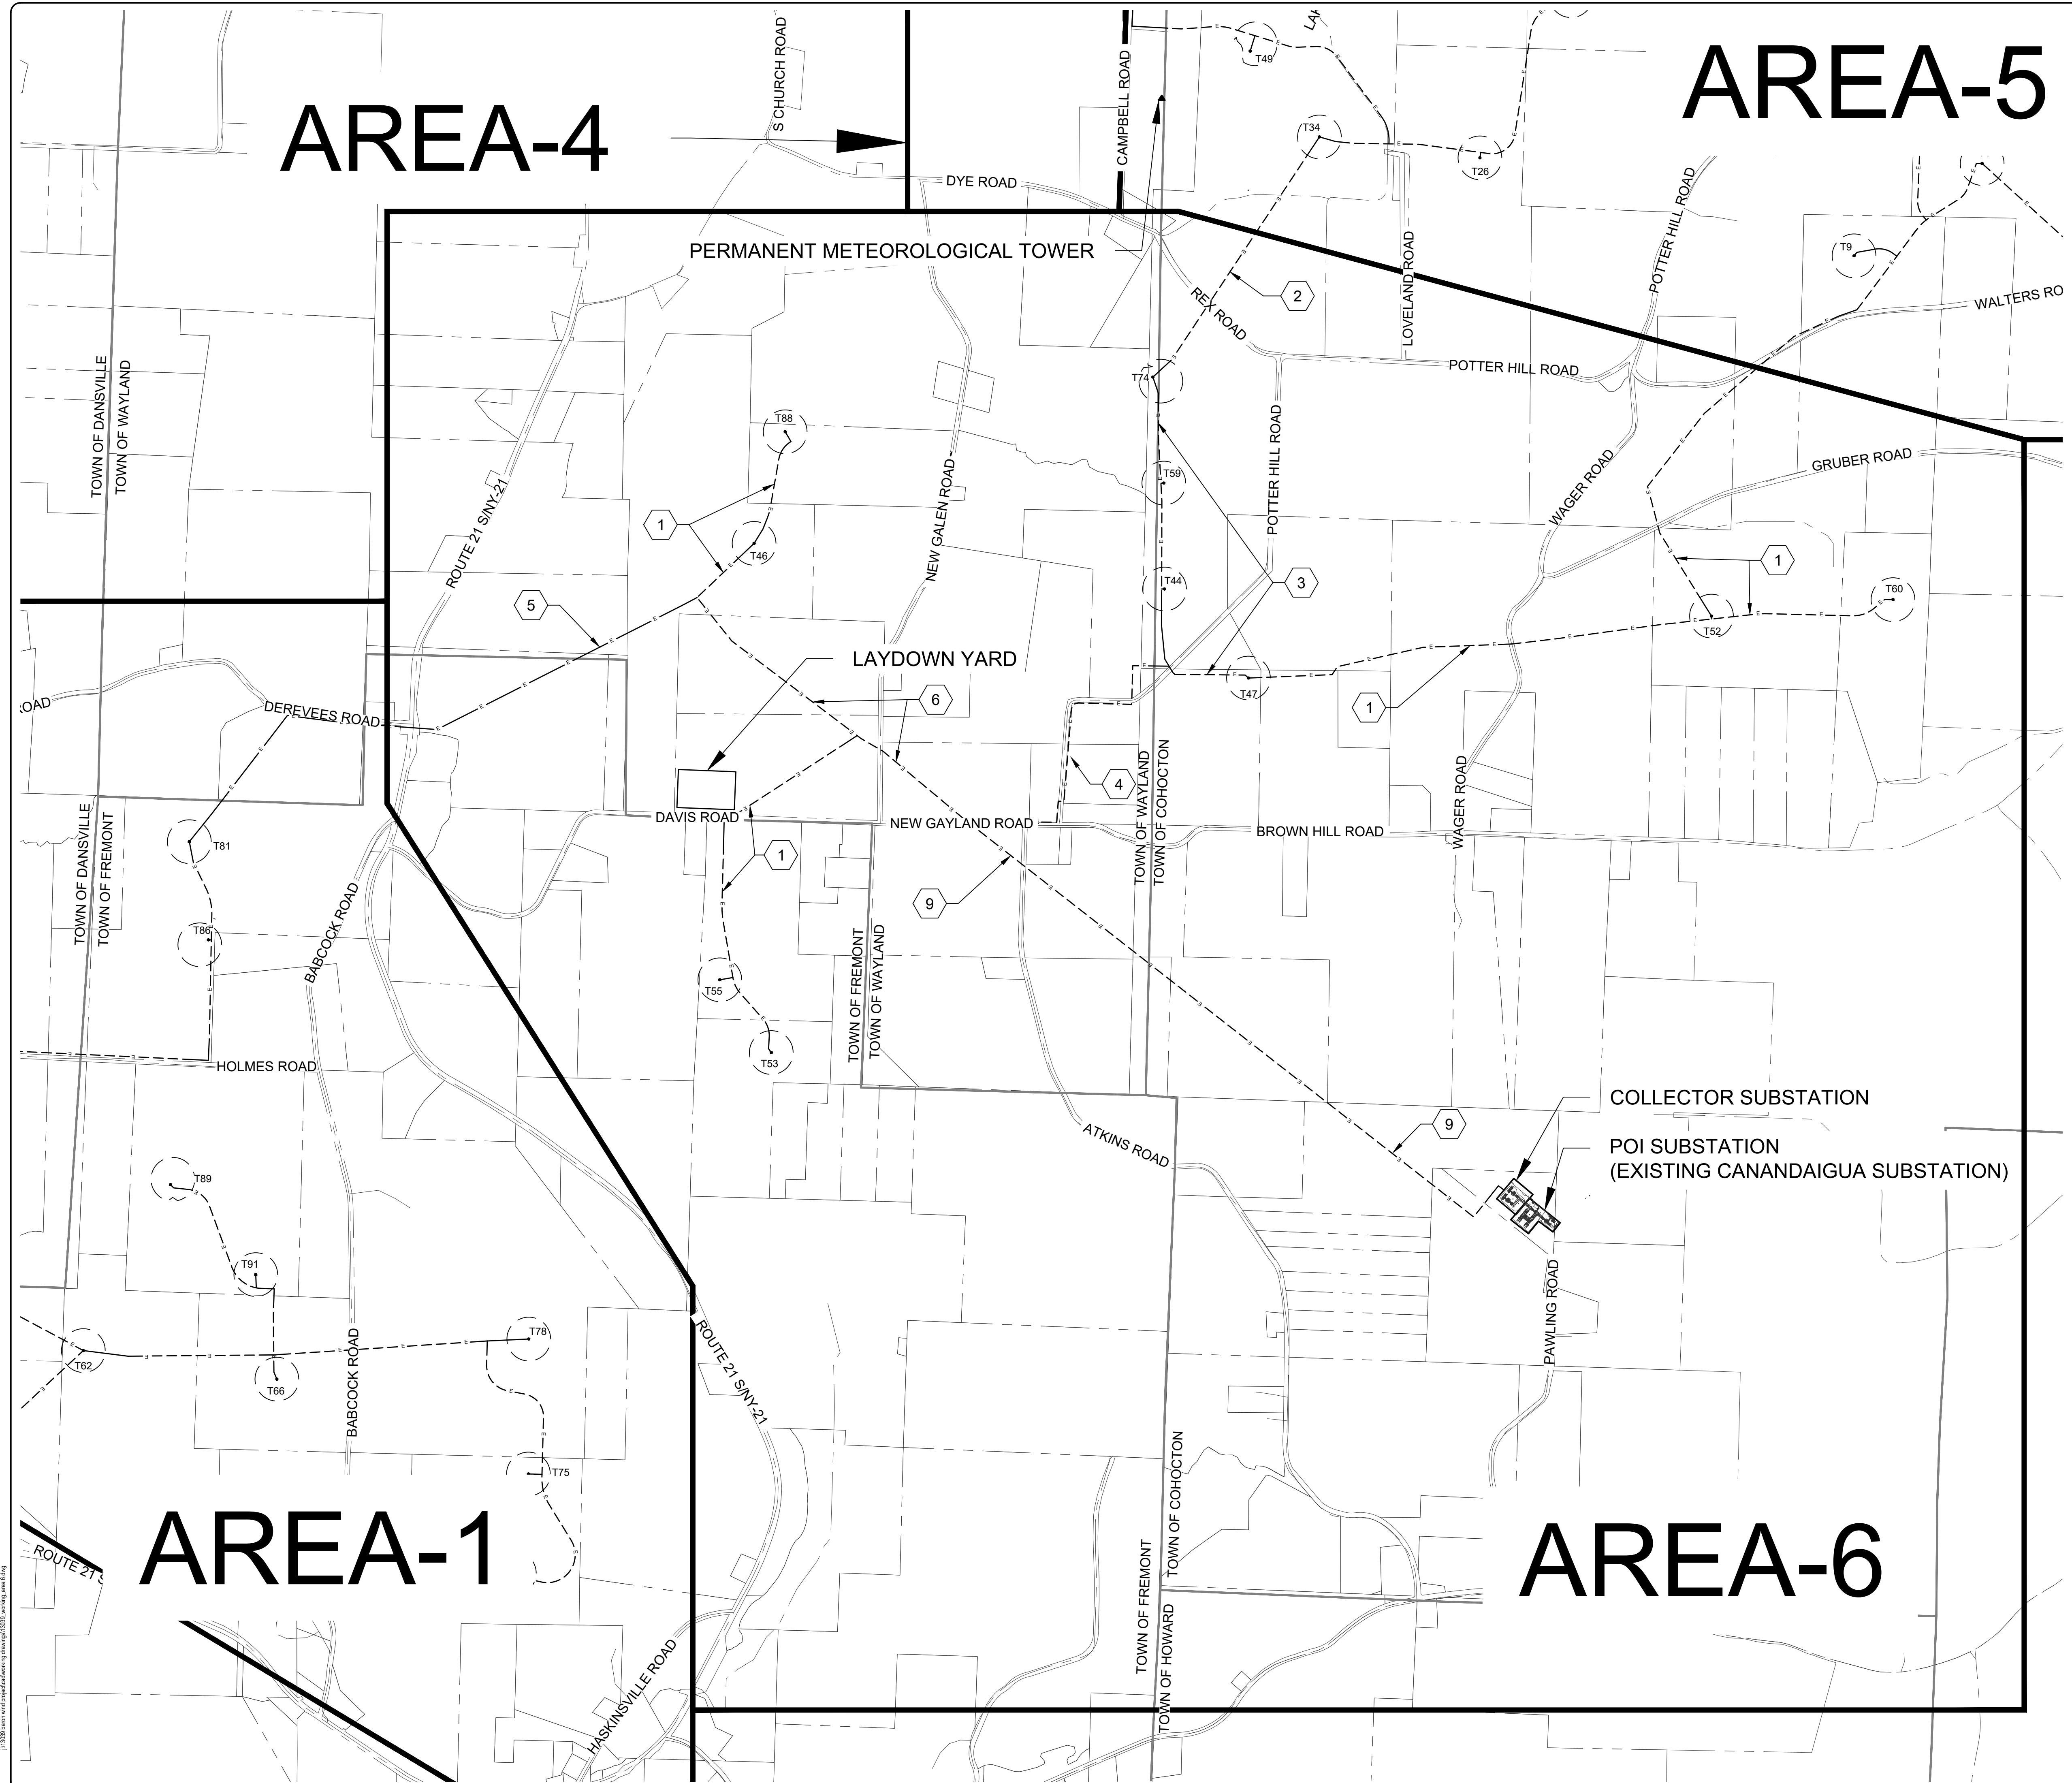 AREA-4
AREA-5
S CHURCH ROAD
CAMPBELL ROAD
T49
T34
T26
DYE ROAD
PERMANENT METEOROLOGICAL TOWER
LOVELAND ROAD
POTTER HILL ROAD
T9
WALTERS RO
2
REX ROAD
TOWN OF DANSVILLE
TOWN OF WAYLAND
T74
POTTER HILL ROAD
T88
POTTER HILL ROAD
GRUBER ROAD
WAGER ROAD
ROUTE 21 S/NY-21
NEW GALEN ROAD
T59
1
T46
T44
3
1
T60
T52
5
LAYDOWN YARD
T47
6
1
OAD
DEREVEES ROAD
4
TOWN OF WAYLAND
TOWN OF COHOCTON
WAGER ROAD
DAVIS ROAD
NEW GAYLAND ROAD
BROWN HILL ROAD
T81
1
TOWN OF DANSVILLE
TOWN OF FREMONT
9
T86
BABCOCK ROAD
TOWN OF FREMONT
TOWN OF WAYLAND
T55
T53
HOLMES ROAD
COLLECTOR SUBSTATION
9
POI SUBSTATION
(EXISTING CANANDAIGUA SUBSTATION)
ATKINS ROAD
T89
T91
PAWLING ROAD
T78
T62
T66
BABCOCK ROAD
ROUTE 21 S/NY-21
T75
TOWN OF COHOCTON
AREA-1
AREA-6
ROUTE 21 S
TOWN OF FREMONT
TOWN OF HOWARD
HASKINSVILLE ROAD